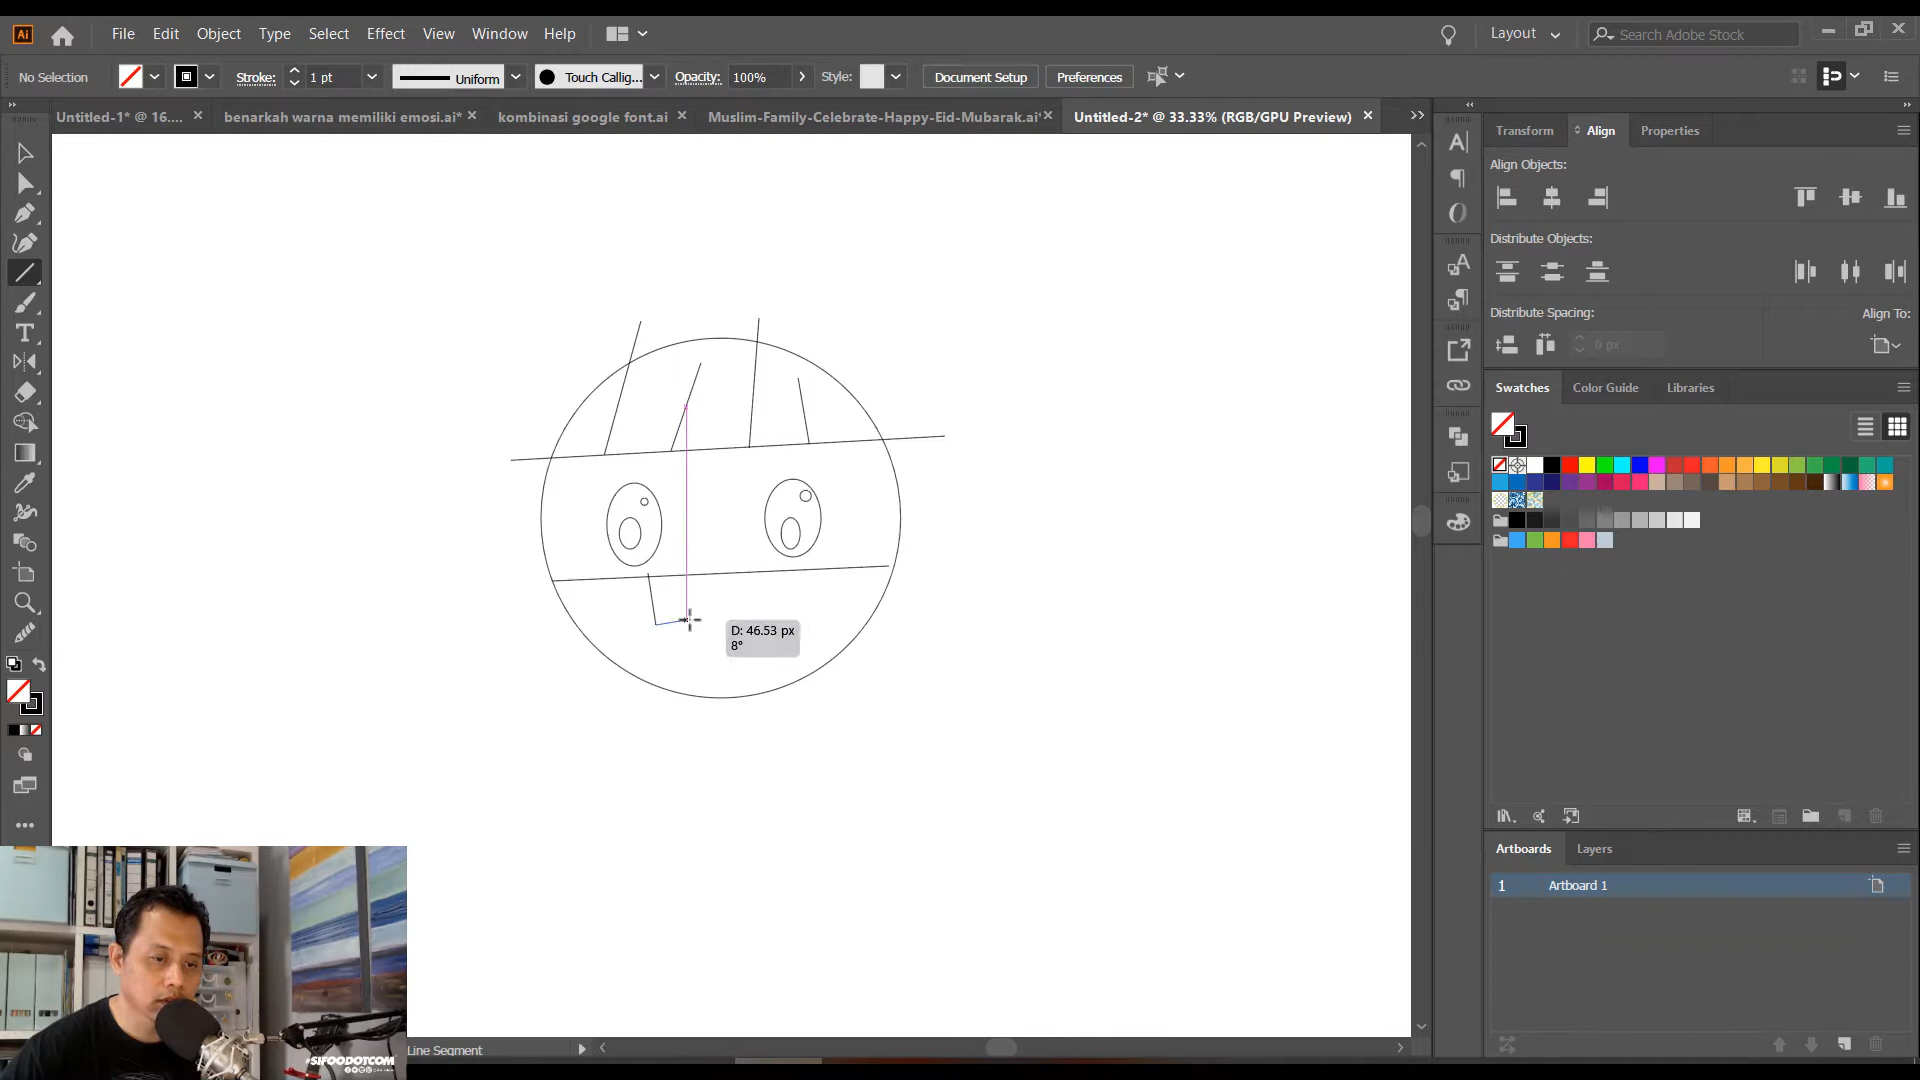 Ai
File Edit Object Type Select Effect View Window Help
Layout
Search Adobe Stock
No Selection
Stroke:
1 pt
Uniform
Touch Callig...
Opacity:
100%
Style:
Document Setup
Preferences
Untitled-1* @ 16....
benarkah warna memiliki emosi.ai*
kombinasi google font.ai
Muslim-Family-Celebrate-Happy-Eid-Mubarak.ai*
Untitled-2* @ 33.33% (RGB/GPU Preview)
Transform
Align
Properties
Align Objects:
Distribute Objects:
Distribute Spacing:
Align To:
0 px
Swatches
Color Guide
Libraries
D: 46.53 px
8°
Artboards
Layers
1
Artboard 1
Line Segment
#SIFOODOTCOM